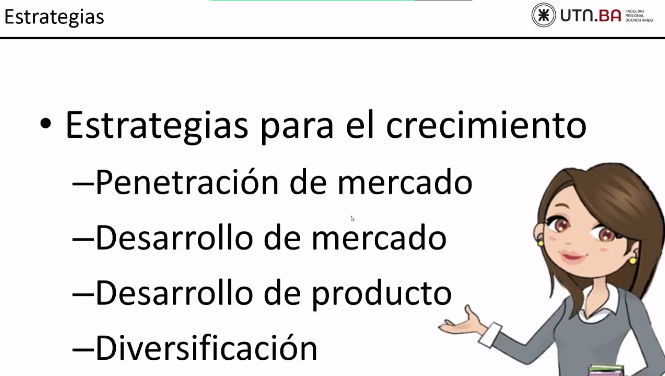 Estrategias
UTN.BA
FACULTAD
REGIONAL
BUENOS AIRES
• Estrategias para el crecimiento
–Penetración de mercado
–Desarrollo de mercado
–Desarrollo de producto
–Diversificación